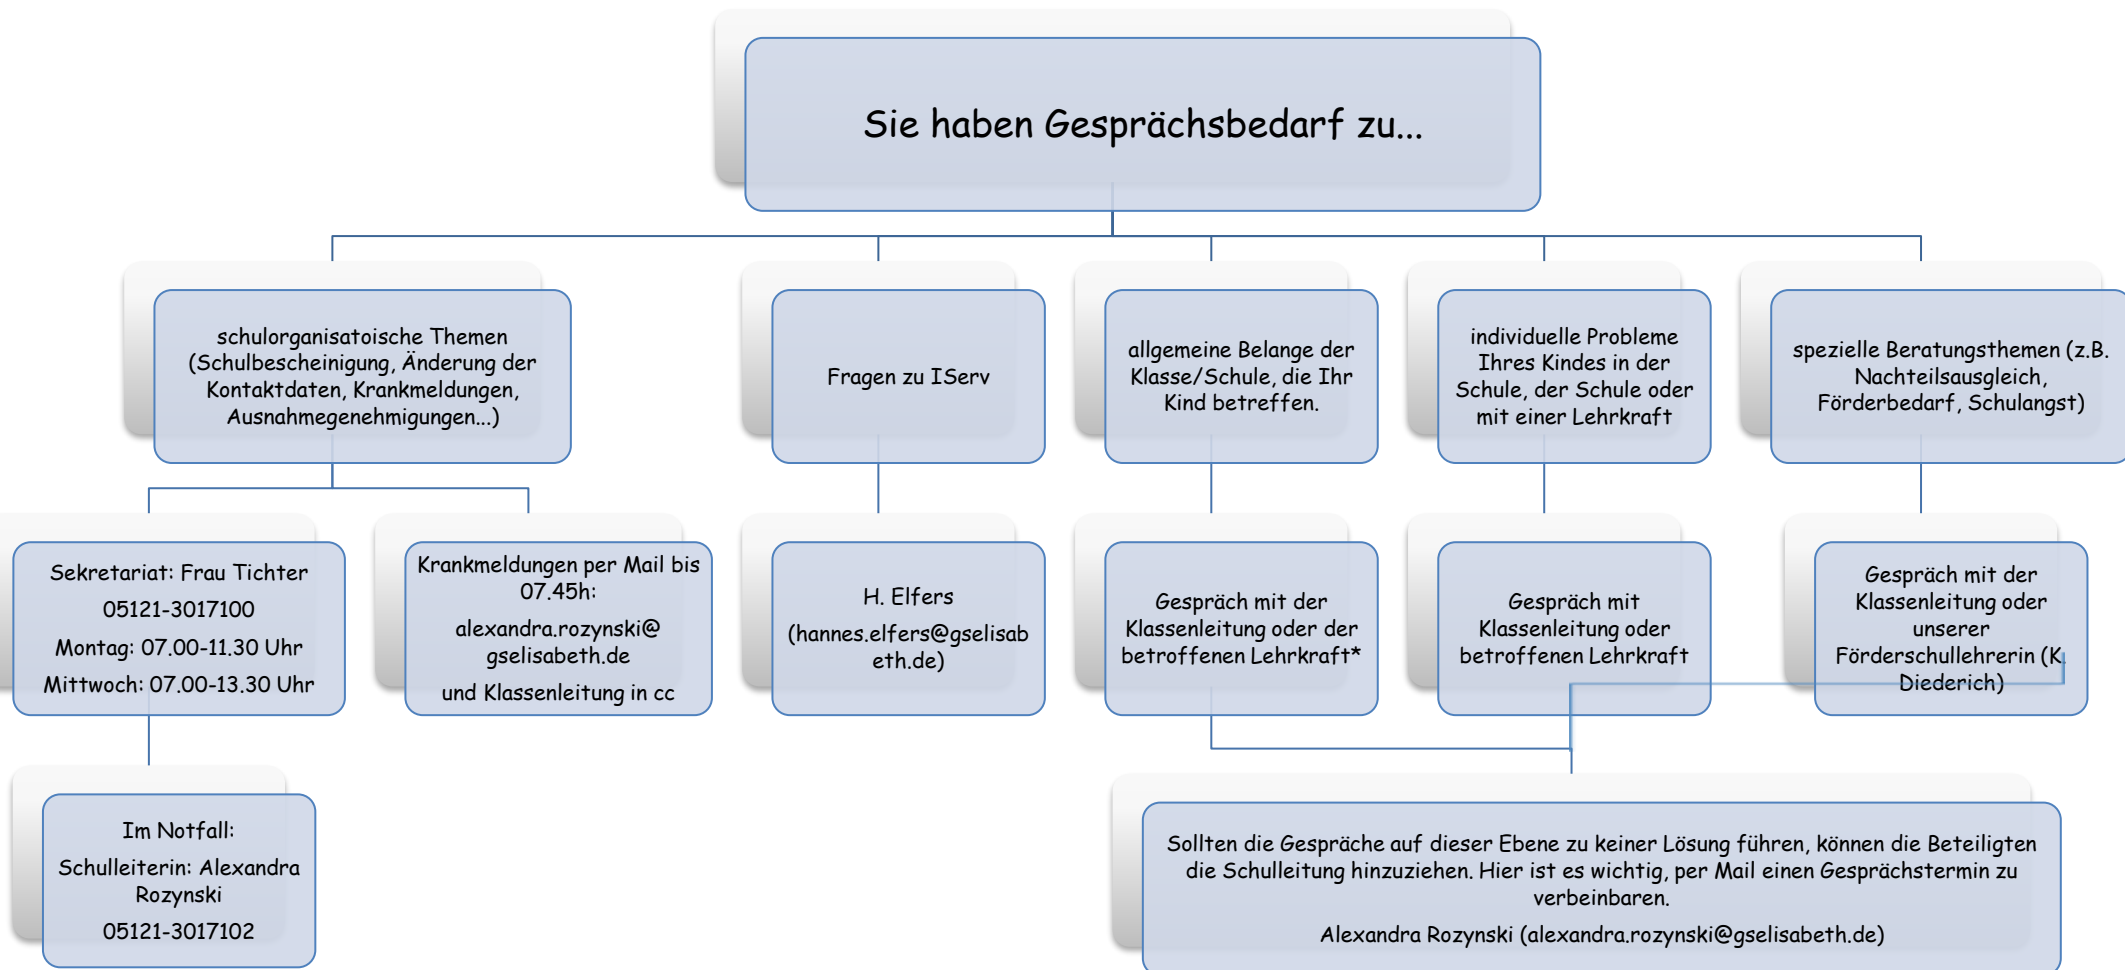 Sie haben Gesprächsbedarf zu...
schulorganisatoische Themen
(Schulbescheinigung, Änderung der
Kontaktdaten, Krankmeldungen,
Ausnahmegenehmigungen...)
Fragen zu IServ
allgemeine Belange der
Klasse/Schule, die Ihr
Kind betreffen.
individuelle Probleme
Ihres Kindes in der
Schule, der Schule oder
mit einer Lehrkraft
spezielle Beratungsthemen (z.B.
Nachteilsausgleich,
Förderbedarf, Schulangst)
Sekretariat: Frau Tichter
05121-3017100
Montag: 07.00-11.30 Uhr
Mittwoch: 07.00-13.30 Uhr
Krankmeldungen per Mail bis
07.45h:
alexandra.rozynski@
gselisabeth.de
und Klassenleitung in cc
H. Elfers
(hannes.elfers@gselisab
eth.de)
Gespräch mit der
Klassenleitung oder der
betroffenen Lehrkraft*
Gespräch mit
Klassenleitung oder
betroffenen Lehrkraft
Gespräch mit der
Klassenleitung oder
unserer
Förderschullehrerin (K.
Diederich)
Im Notfall:
Schulleiterin: Alexandra
Rozynski
05121-3017102
Sollten die Gespräche auf dieser Ebene zu keiner Lösung führen, können die Beteiligten
die Schulleitung hinzuziehen. Hier ist es wichtig, per Mail einen Gesprächstermin zu
verbeinbaren.
Alexandra Rozynski (alexandra.rozynski@gselisabeth.de)